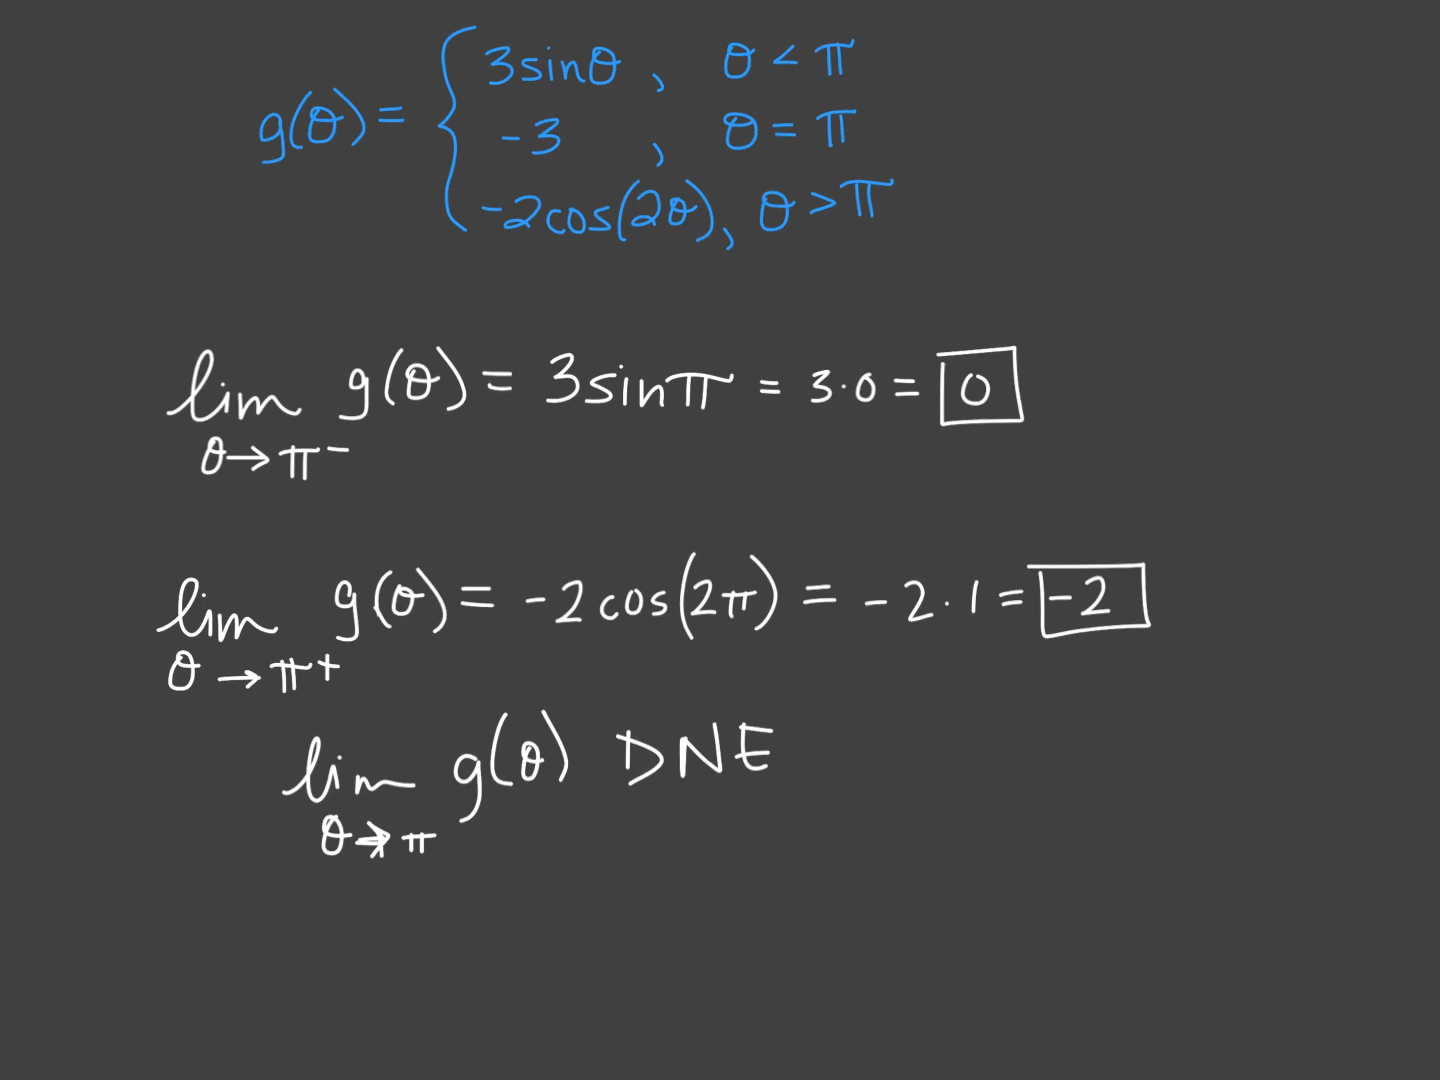 g(θ) = { 3sinθ , θ < π
-3 , θ = π
-2cos(2θ), θ > π
lim g(θ) = 3sinπ = 3·0 = 0
θ→π⁻
lim g(θ) = -2cos(2π) = -2·1 = -2
θ→π⁺
lim g(θ) DNE
θ→π